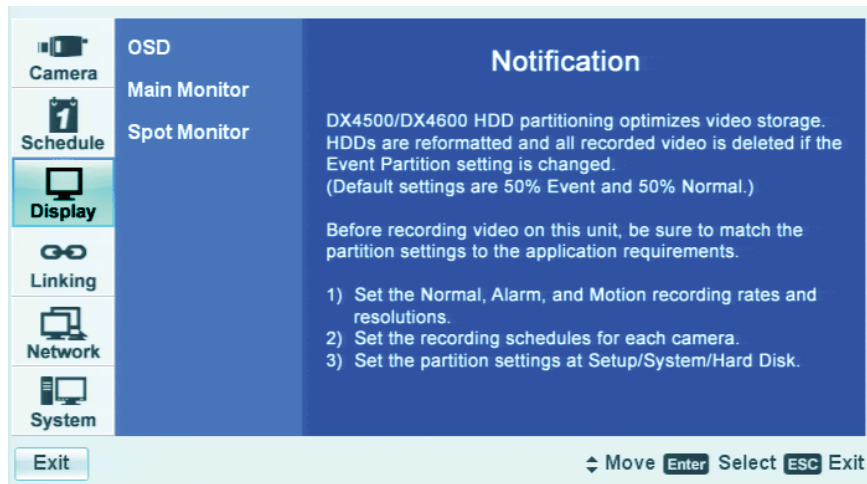 Camera
Schedule
Display
Linking
Network
System
OSD
Main Monitor
Spot Monitor
Notification
DX4500/DX4600 HDD partitioning optimizes video storage.
HDDs are reformatted and all recorded video is deleted if the
Event Partition setting is changed.
(Default settings are 50% Event and 50% Normal.)
Before recording video on this unit, be sure to match the
partition settings to the application requirements.
1) Set the Normal, Alarm, and Motion recording rates and
resolutions.
2) Set the recording schedules for each camera.
3) Set the partition settings at Setup/System/Hard Disk.
Exit
Move Enter Select ESC Exit